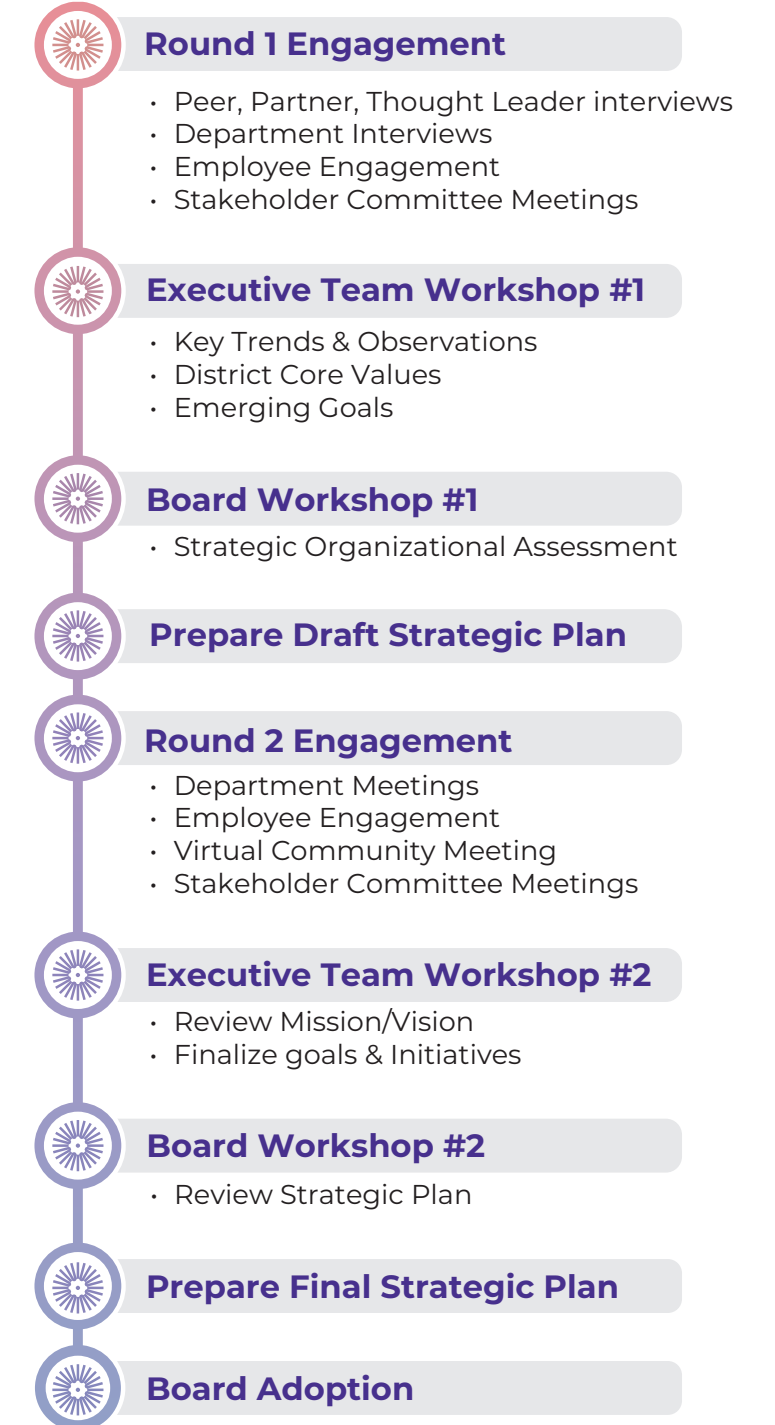 Round 1 Engagement
· Peer, Partner, Thought Leader interviews
· Department Interviews
· Employee Engagement
· Stakeholder Committee Meetings
Executive Team Workshop #1
· Key Trends & Observations
· District Core Values
· Emerging Goals
Board Workshop #1
· Strategic Organizational Assessment
Prepare Draft Strategic Plan
Round 2 Engagement
· Department Meetings
· Employee Engagement
· Virtual Community Meeting
· Stakeholder Committee Meetings
Executive Team Workshop #2
· Review Mission/Vision
· Finalize goals & Initiatives
Board Workshop #2
· Review Strategic Plan
Prepare Final Strategic Plan
Board Adoption